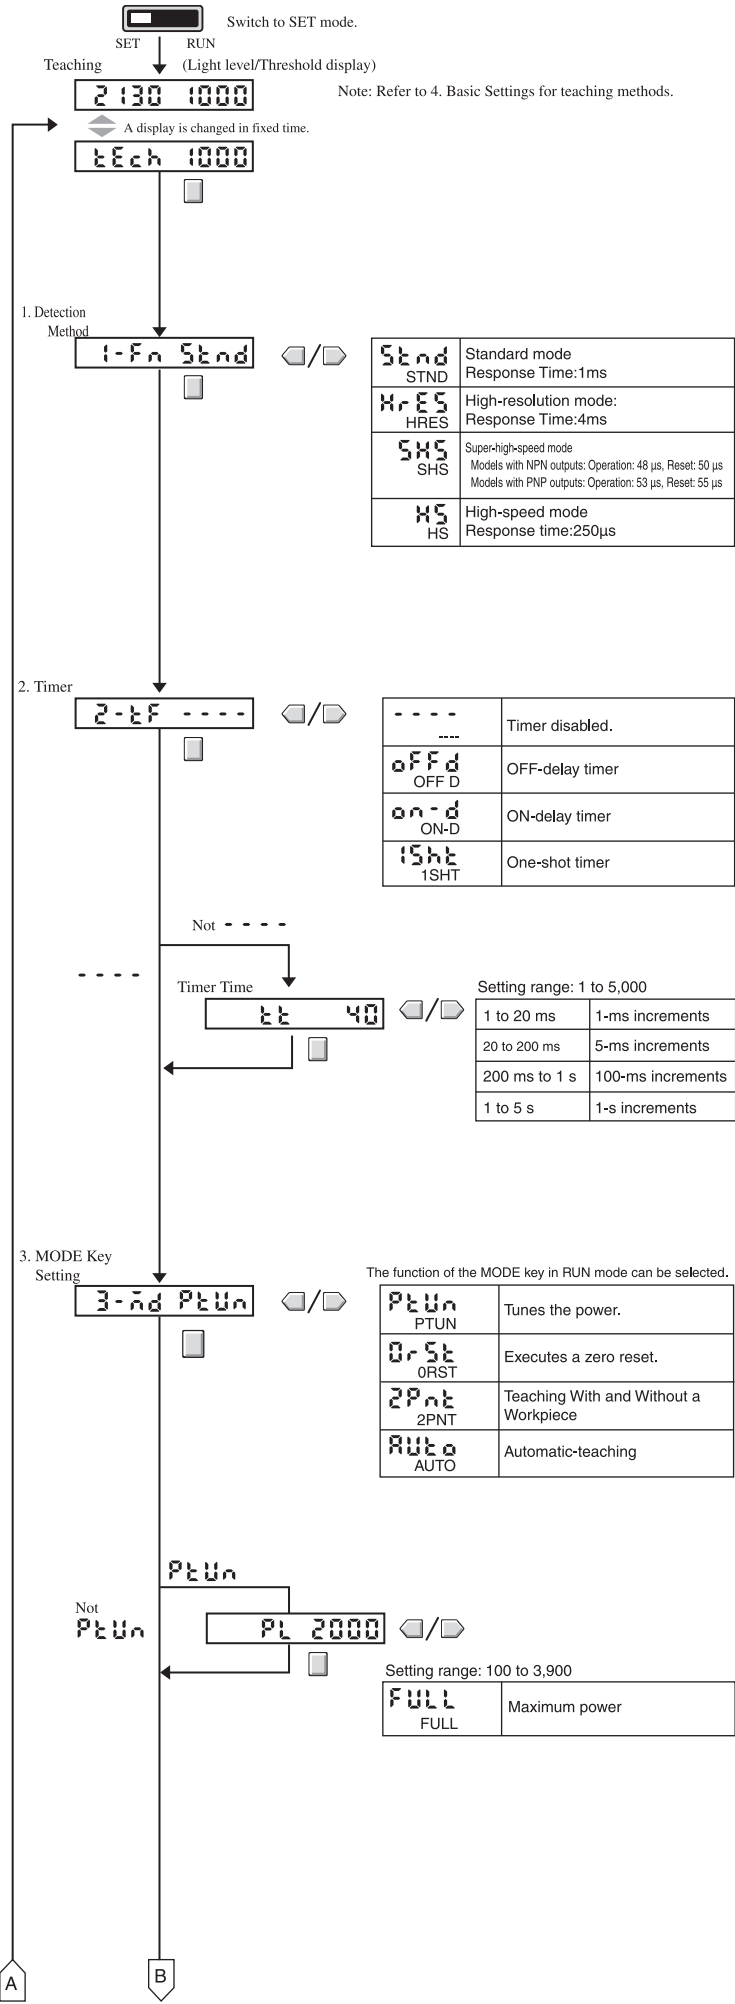 Switch to SET mode.
SET RUN
Teaching (Light level/Threshold display)
2130 1000
Note: Refer to 4. Basic Settings for teaching methods.
A display is changed in fixed time.
tEch 1000
1. Detection
Method
1-Fn Stnd
/
Stnd
STND
Standard mode
Response Time:1ms
HrES
HRES
High-resolution mode:
Response Time:4ms
SHS
SHS
Super-high-speed mode
Models with NPN outputs: Operation: 48 µs, Reset: 50 µs
Models with PNP outputs: Operation: 53 µs, Reset: 55 µs
HS
HS
High-speed mode
Response time:250µs
2. Timer
2-tF ----
/
- - - -
----
Timer disabled.
oFFd
OFF D
OFF-delay timer
on-d
ON-D
ON-delay timer
1Sht
1SHT
One-shot timer
Not - - - -
- - - -
Timer Time
tt 40
/
Setting range: 1 to 5,000
1 to 20 ms 1-ms increments
20 to 200 ms 5-ms increments
200 ms to 1 s 100-ms increments
1 to 5 s 1-s increments
3. MODE Key
Setting
3-md PtUn
/
The function of the MODE key in RUN mode can be selected.
PtUn
PTUN
Tunes the power.
0rSt
0RST
Executes a zero reset.
2Pnt
2PNT
Teaching With and Without a
Workpiece
AUto
AUTO
Automatic-teaching
PtUn
Not
PtUn
PL 2000
/
Setting range: 100 to 3,900
FULL
FULL
Maximum power
A
B